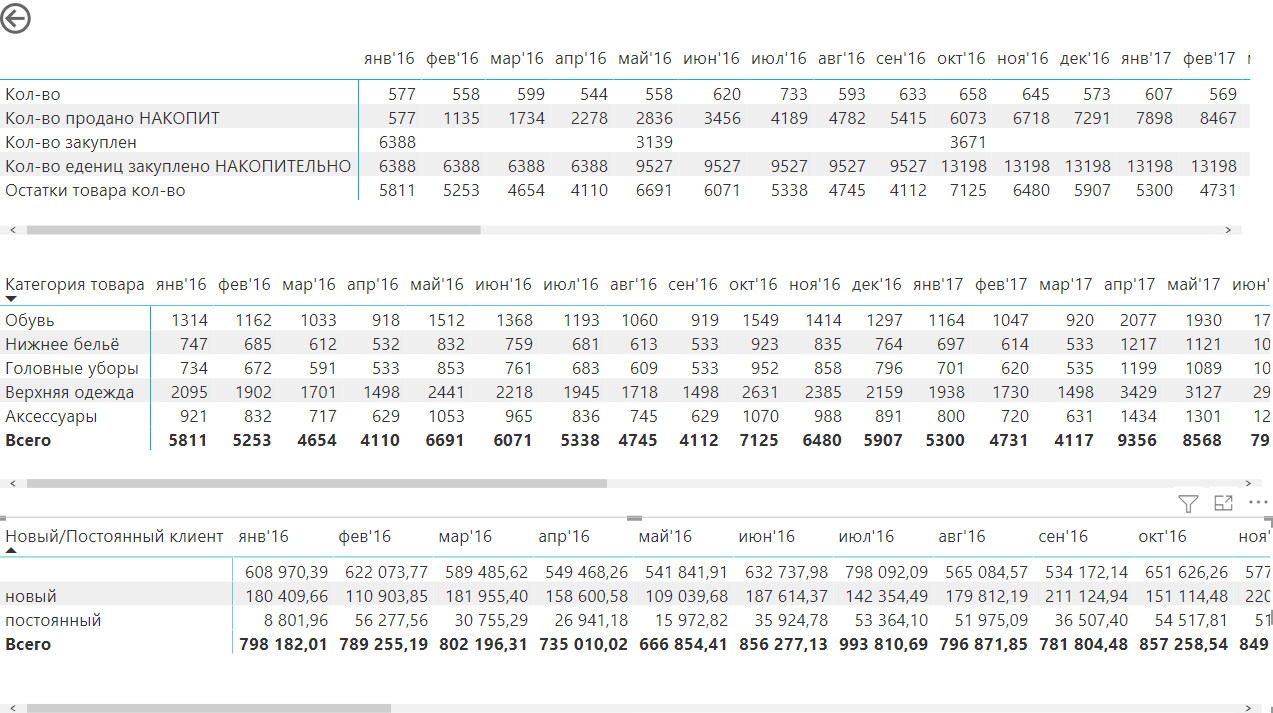 янв'16 фев'16 мар'16 апр'16 май'16 июн'16 июл'16 авг'16 сен'16 окт'16 ноя'16 дек'16 янв'17 фев'17
Кол-во 577 558 599 544 558 620 733 593 633 658 645 573 607 569
Кол-во продано НАКОПИТ 577 1135 1734 2278 2836 3456 4189 4782 5415 6073 6718 7291 7898 8467
Кол-во закуплен 6388 3139 3671
Кол-во едениц закуплено НАКОПИТЕЛЬНО 6388 6388 6388 6388 9527 9527 9527 9527 9527 13198 13198 13198 13198 13198
Остатки товара кол-во 5811 5253 4654 4110 6691 6071 5338 4745 4112 7125 6480 5907 5300 4731
Категория товара янв'16 фев'16 мар'16 апр'16 май'16 июн'16 июл'16 авг'16 сен'16 окт'16 ноя'16 дек'16 янв'17 фев'17 мар'17 апр'17 май'17 июн'
Обувь 1314 1162 1033 918 1512 1368 1193 1060 919 1549 1414 1297 1164 1047 920 2077 1930 17
Нижнее бельё 747 685 612 532 832 759 681 613 533 923 835 764 697 614 533 1217 1121 10
Головные уборы 734 672 591 533 853 761 683 609 533 952 858 796 701 620 535 1199 1089 10
Верхняя одежда 2095 1902 1701 1498 2441 2218 1945 1718 1498 2631 2385 2159 1938 1730 1498 3429 3127 29
Аксессуары 921 832 717 629 1053 965 836 745 629 1070 988 891 800 720 631 1434 1301 12
Всего 5811 5253 4654 4110 6691 6071 5338 4745 4112 7125 6480 5907 5300 4731 4117 9356 8568 79
Новый/Постоянный клиент янв'16 фев'16 мар'16 апр'16 май'16 июн'16 июл'16 авг'16 сен'16 окт'16 ноя'
608 970,39 622 073,77 589 485,62 549 468,26 541 841,91 632 737,98 798 092,09 565 084,57 534 172,14 651 626,26 577
новый 180 409,66 110 903,85 181 955,40 158 600,58 109 039,68 187 614,37 142 354,49 179 812,19 211 124,94 151 114,48 220
постоянный 8 801,96 56 277,56 30 755,29 26 941,18 15 972,82 35 924,78 53 364,10 51 975,09 36 507,40 54 517,81 51
Всего 798 182,01 789 255,19 802 196,31 735 010,02 666 854,41 856 277,13 993 810,69 796 871,85 781 804,48 857 258,54 849